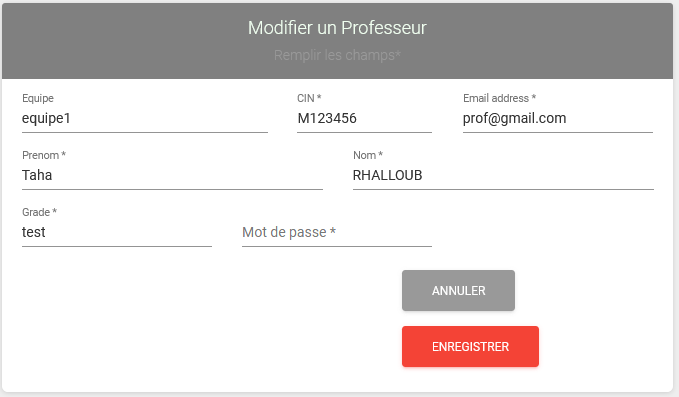 Modifier un Professeur
Remplir les champs*
Equipe CIN * Email address *
equipe1 M123456 prof@gmail.com
Prenom * Nom *
Taha RHALLOUB
Grade *
test Mot de passe *
ANNULER
ENREGISTRER